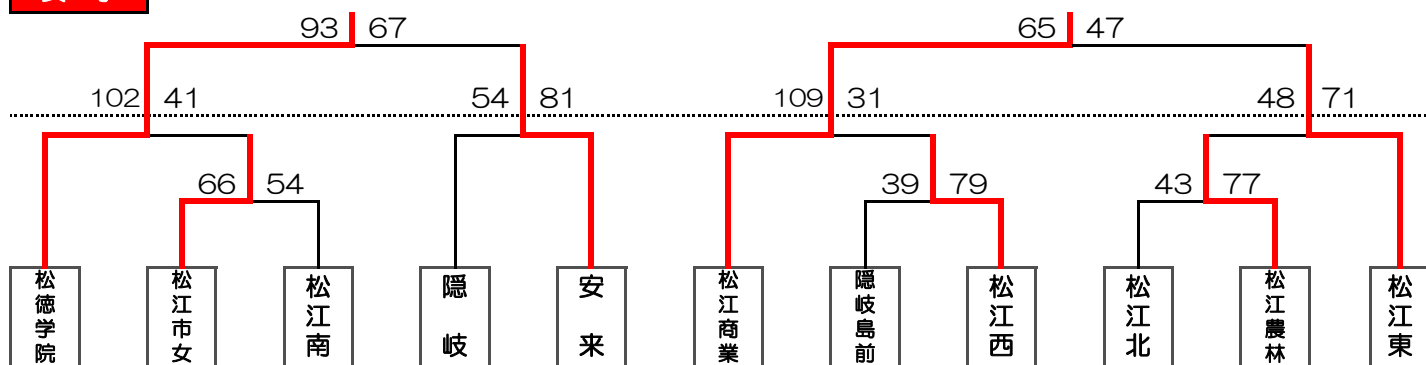 93 67
65 47
102 41
54 81
109 31
48 71
66 54
39 79
43 77
松徳学院
松江市女
松江南
隠岐
安来
松江商業
隠岐島前
松江西
松江北
松江農林
松江東